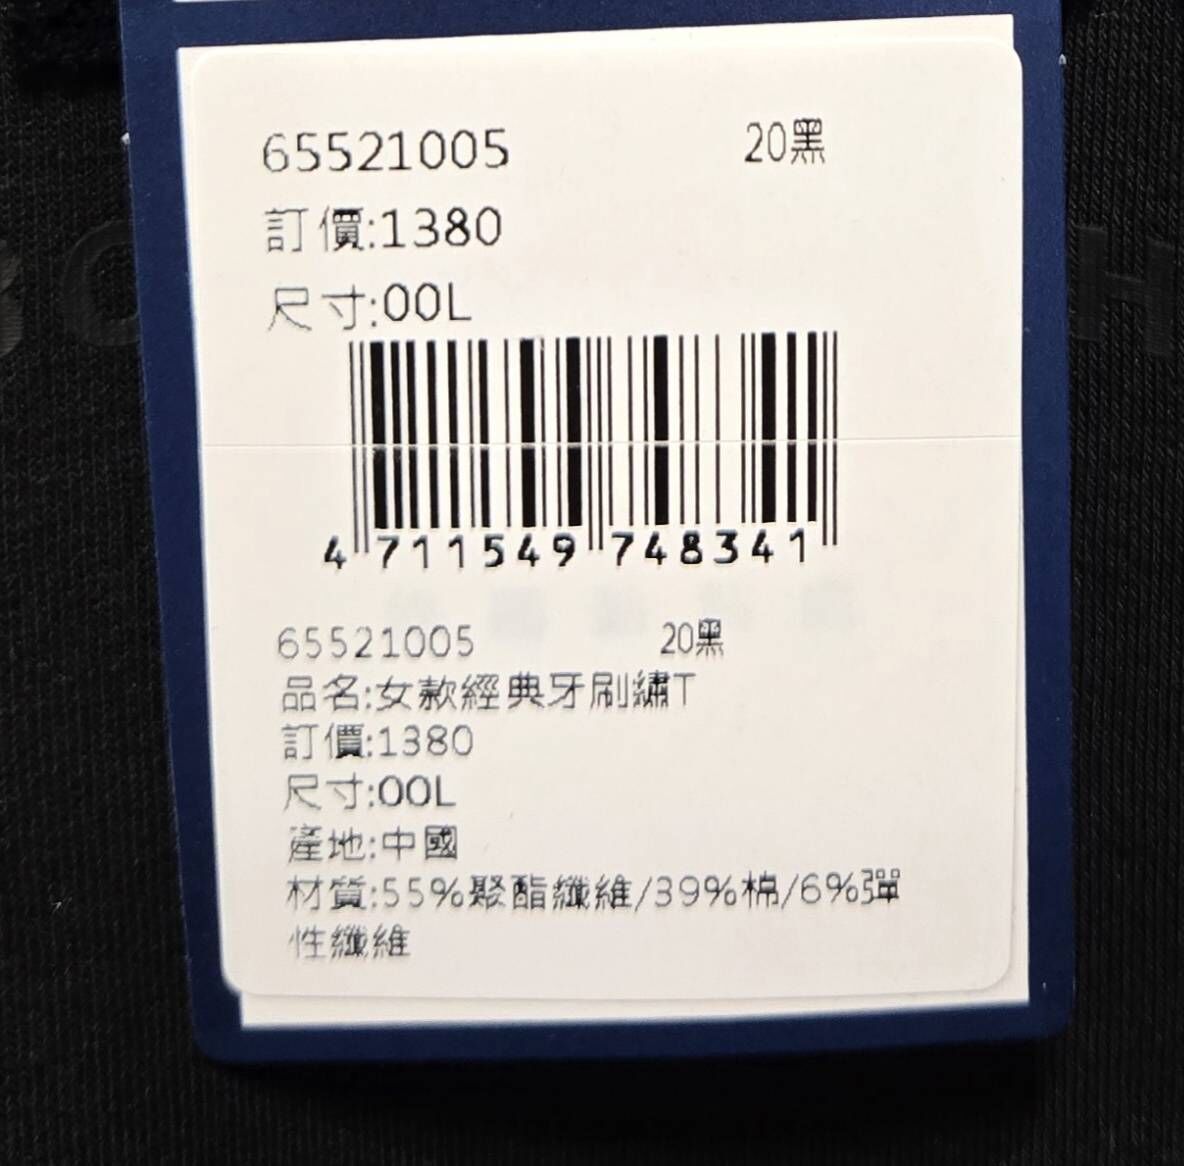 65521005 20黑
訂價:1380
尺寸:00L
4 711549 748341
65521005 20黑
品名:女款經典牙刷繡T
訂價:1380
尺寸:00L
產地:中國
材質:55%聚酯纖維/39%棉/6%彈
性纖維